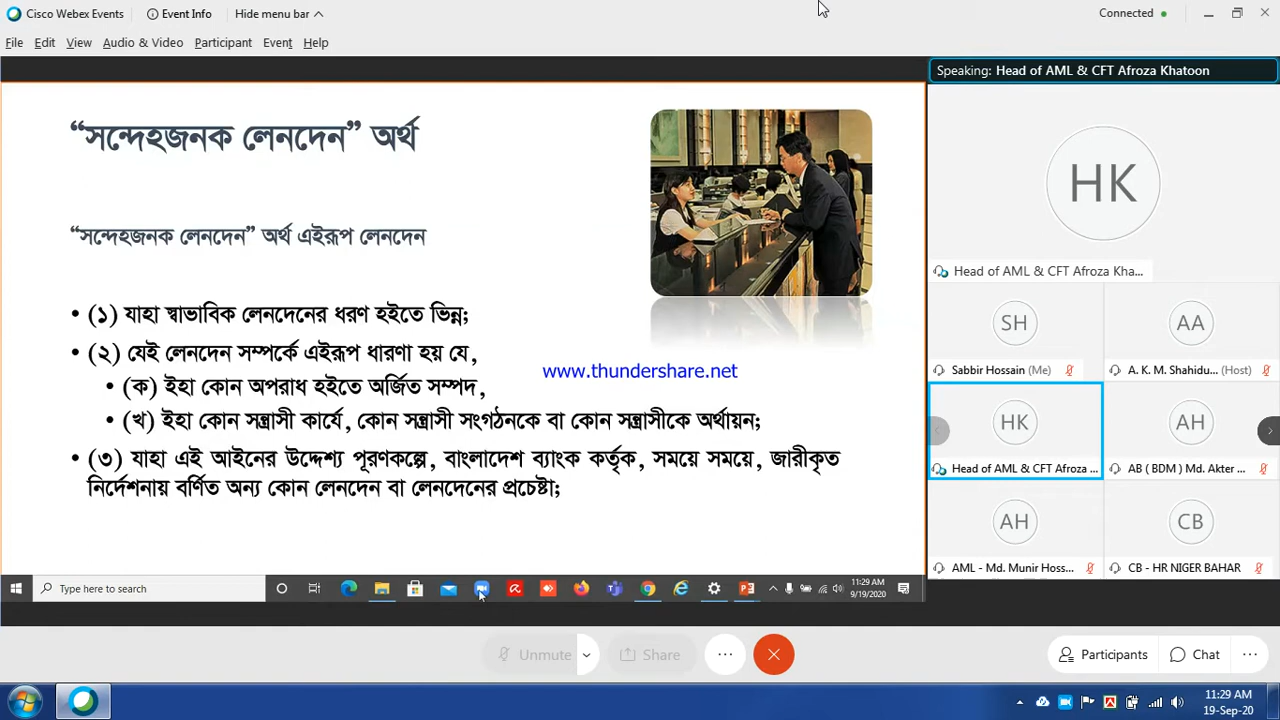 Cisco Webex Events
Event Info
Hide menu bar
Connected
File Edit View Audio & Video Participant Event Help
Speaking: Head of AML & CFT Afroza Khatoon
“সন্দেহজনক লেনদেন” অর্থ
“সন্দেহজনক লেনদেন” অর্থ এইরূপ লেনদেন
• (১) যাহা স্বাভাবিক লেনদেনের ধরণ হইতে ভিন্ন;
• (২) যেই লেনদেন সম্পর্কে এইরূপ ধারণা হয় যে,
• (ক) ইহা কোন অপরাধ হইতে অর্জিত সম্পদ,
• (খ) ইহা কোন সন্ত্রাসী কার্যে, কোন সন্ত্রাসী সংগঠনকে বা কোন সন্ত্রাসীকে অর্থায়ন;
• (৩) যাহা এই আইনের উদ্দেশ্য পূরণকল্পে, বাংলাদেশ ব্যাংক কর্তৃক, সময়ে সময়ে, জারীকৃত
নির্দেশনায় বর্ণিত অন্য কোন লেনদেন বা লেনদেনের প্রচেষ্টা;
www.thundershare.net
HK
Head of AML & CFT Afroza Kha...
SH
Sabbir Hossain (Me)
AA
A. K. M. Shahidu... (Host)
HK
Head of AML & CFT Afroza ...
AH
AB ( BDM ) Md. Akter ...
AH
AML - Md. Munir Hoss...
CB
CB - HR NIGER BAHAR
Type here to search
11:29 AM
9/19/2020
Unmute
Share
Participants
Chat
11:29 AM
19-Sep-20